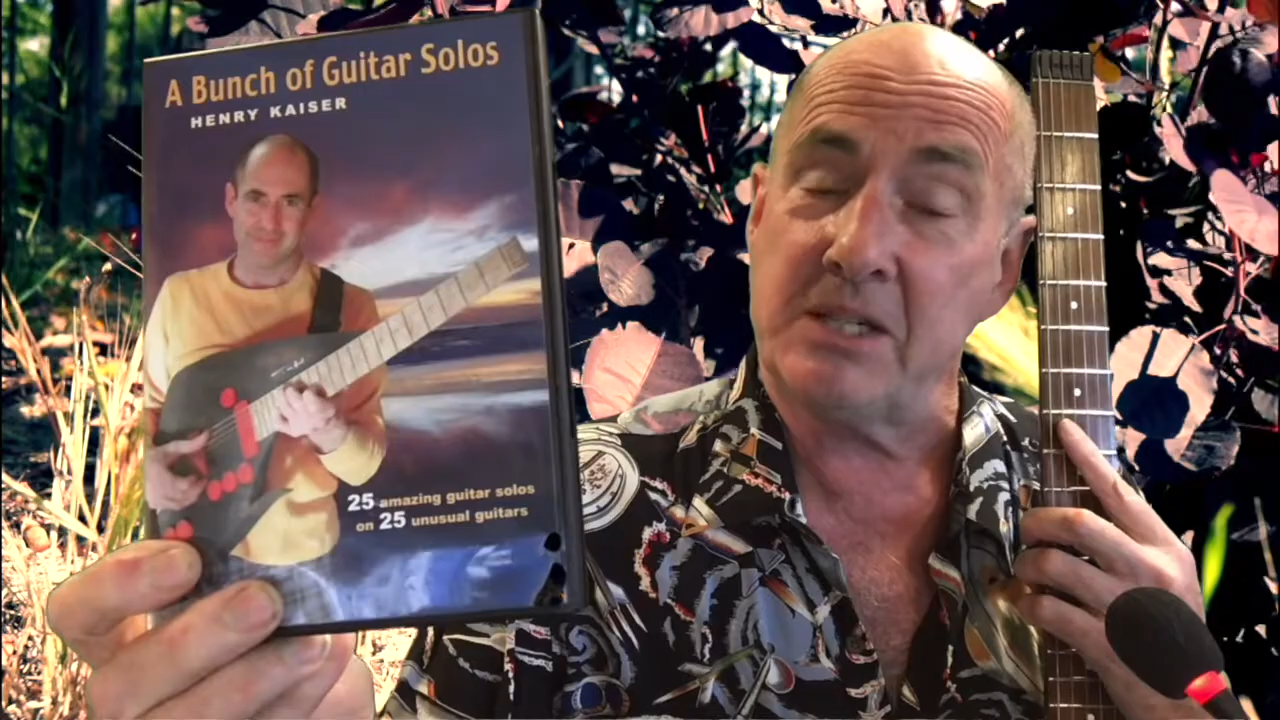 A Bunch of Guitar Solos
HENRY KAISER
25 amazing guitar solos
on 25 unusual guitars